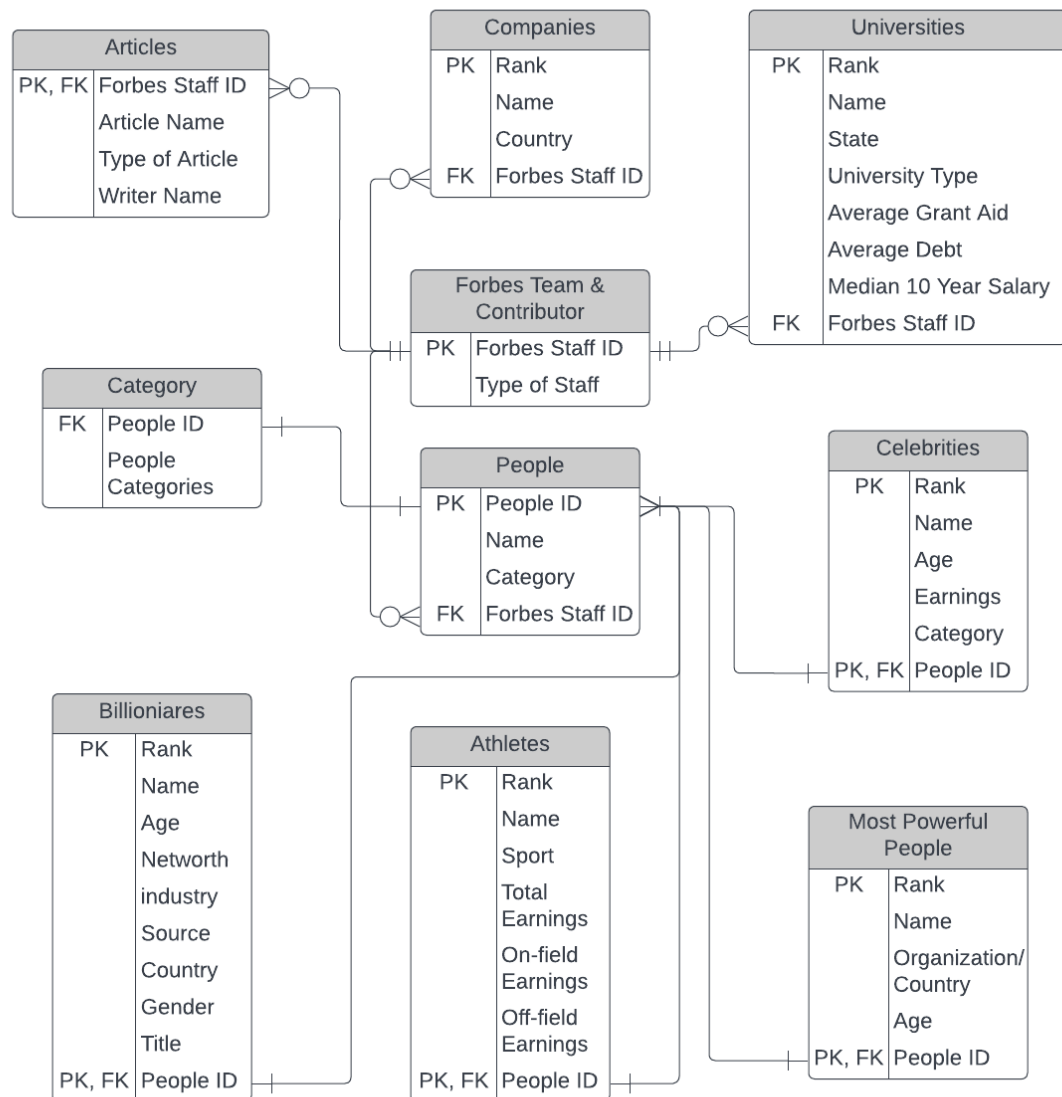 Articles
PK, FK Forbes Staff ID
Article Name
Type of Article
Writer Name
Companies
PK Rank
Name
Country
FK Forbes Staff ID
Universities
PK Rank
Name
State
University Type
Average Grant Aid
Average Debt
Median 10 Year Salary
FK Forbes Staff ID
Forbes Team &
Contributor
PK Forbes Staff ID
Type of Staff
Category
FK People ID
People
Categories
People
PK People ID
Name
Category
FK Forbes Staff ID
Celebrities
PK Rank
Name
Age
Earnings
Category
PK, FK People ID
Billioniares
PK Rank
Name
Age
Networth
industry
Source
Country
Gender
Title
PK, FK People ID
Athletes
PK Rank
Name
Sport
Total
Earnings
On-field
Earnings
Off-field
Earnings
PK, FK People ID
Most Powerful
People
PK Rank
Name
Organization/
Country
Age
PK, FK People ID